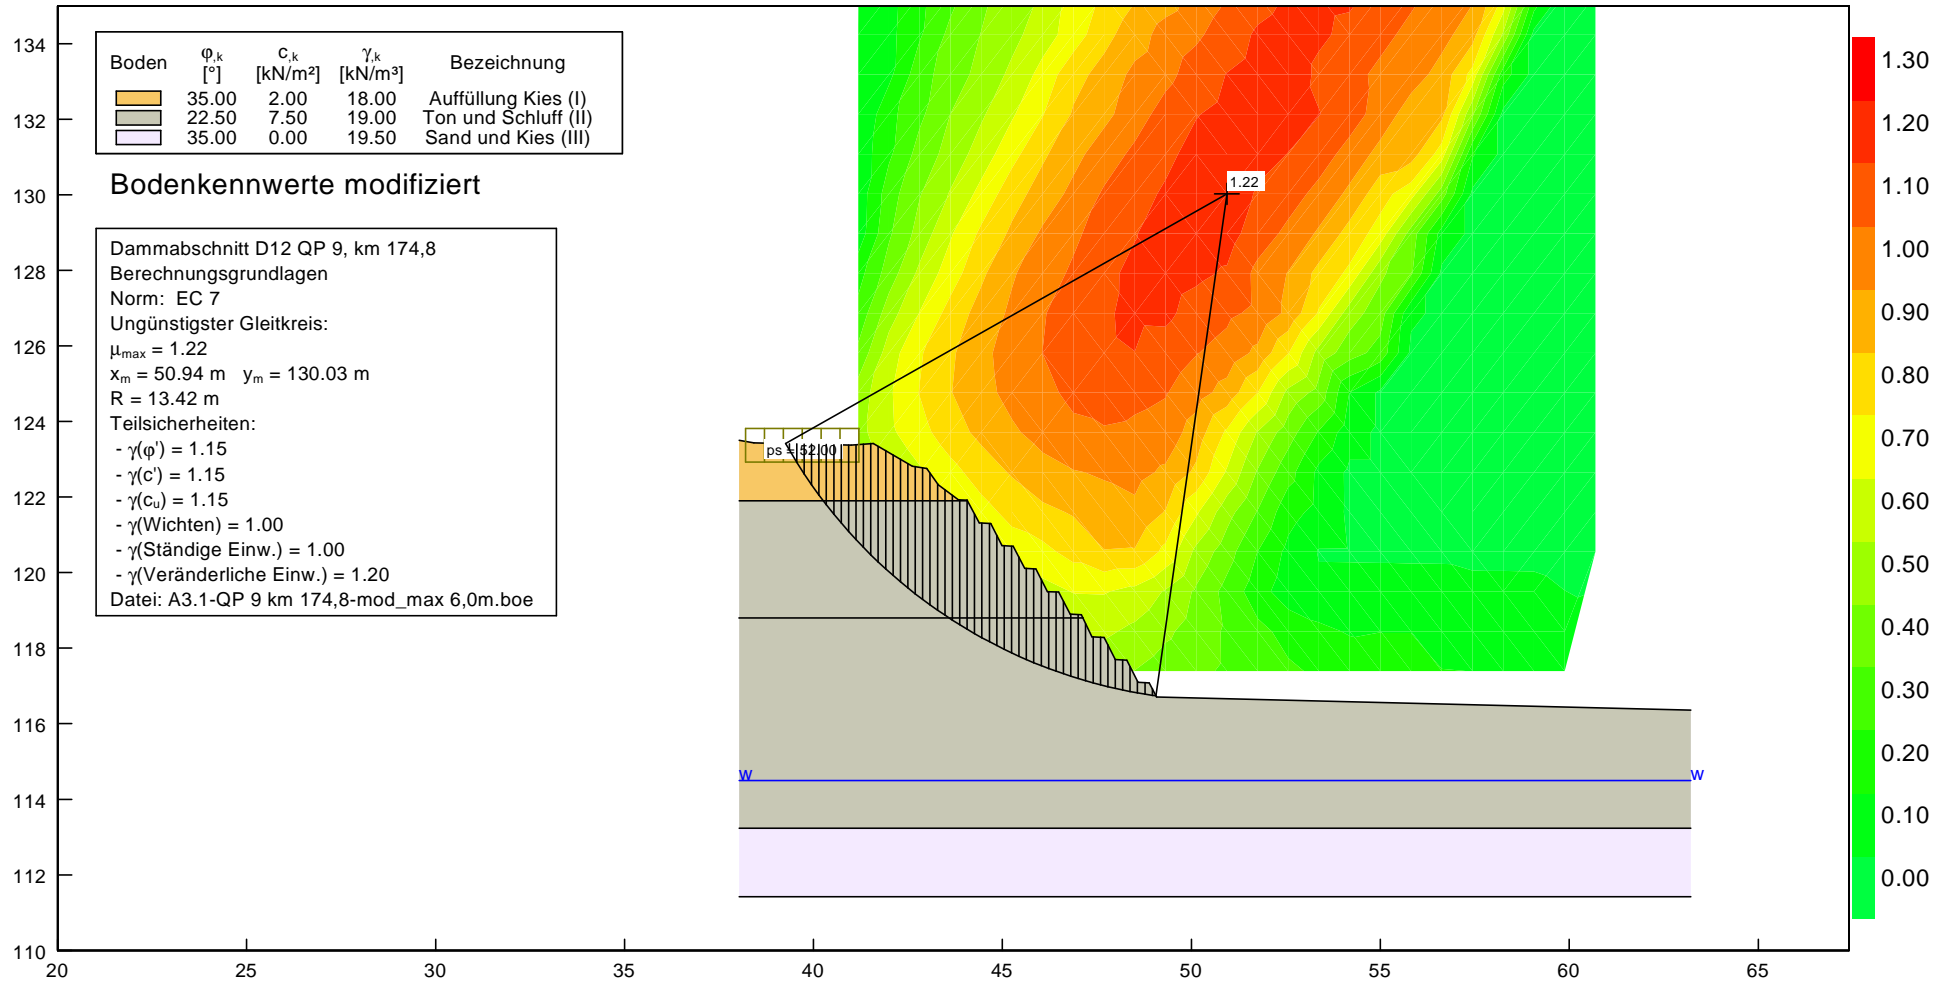 Boden φ,k [°] c,k [kN/m²] γ,k [kN/m³] Bezeichnung
35.00 2.00 18.00 Auffüllung Kies (I)
22.50 7.50 19.00 Ton und Schluff (II)
35.00 0.00 19.50 Sand und Kies (III)
Bodenkennwerte modifiziert
Dammabschnitt D12 QP 9, km 174,8
Berechnungsgrundlagen
Norm: EC 7
Ungünstigster Gleitkreis:
μmax = 1.22
xm = 50.94 m ym = 130.03 m
R = 13.42 m
Teilsicherheiten:
- γ(φ') = 1.15
- γ(c') = 1.15
- γ(cu) = 1.15
- γ(Wichten) = 1.00
- γ(Ständige Einw.) = 1.00
- γ(Veränderliche Einw.) = 1.20
Datei: A3.1-QP 9 km 174,8-mod_max 6,0m.boe
1.22
ps = 52.00
w
w
134
132
130
128
126
124
122
120
118
116
114
112
110
20 25 30 35 40 45 50 55 60 65
1.30
1.20
1.10
1.00
0.90
0.80
0.70
0.60
0.50
0.40
0.30
0.20
0.10
0.00